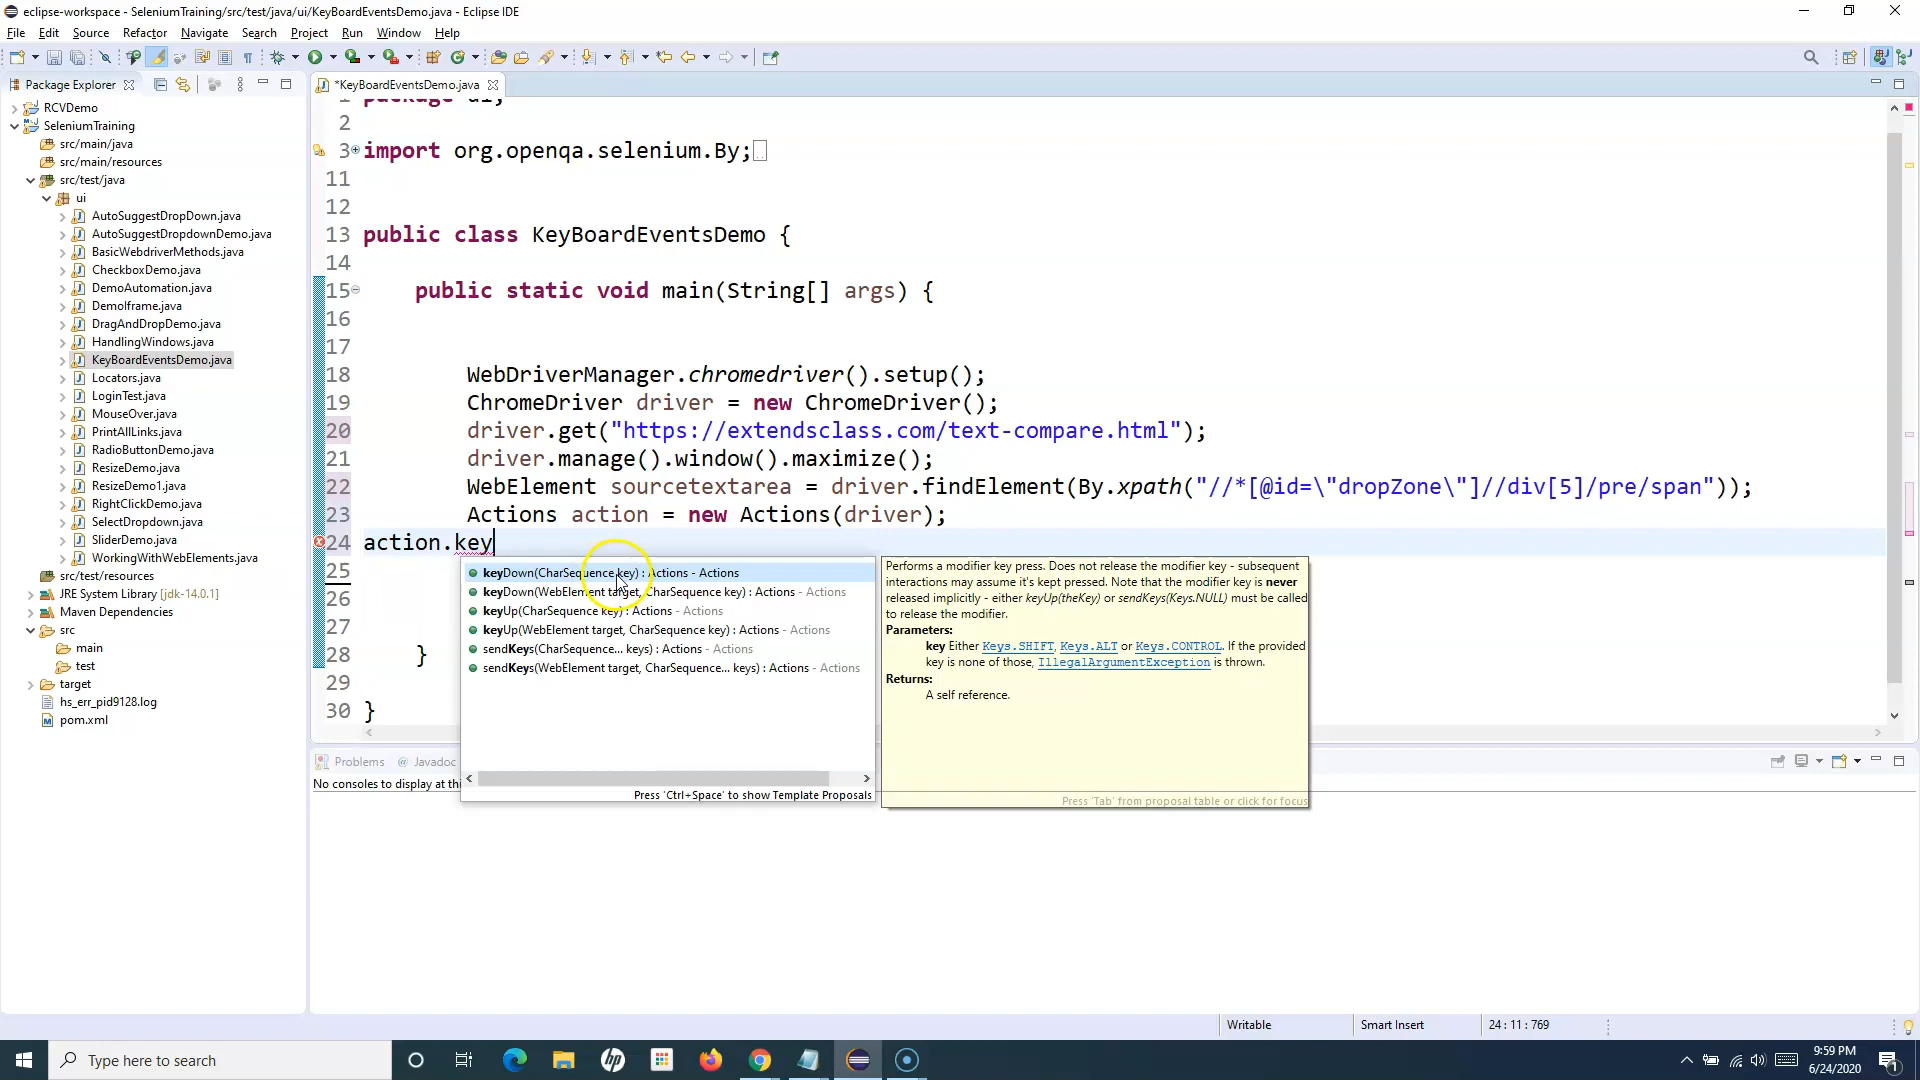 eclipse-workspace - SeleniumTraining/src/test/java/ui/KeyBoardEventsDemo.java - Eclipse IDE
File Edit Source Refactor Navigate Search Project Run Window Help
Package Explorer
*KeyBoardEventsDemo.java
RCVDemo
SeleniumTraining
src/main/java
src/main/resources
src/test/java
ui
AutoSuggestDropDown.java
AutoSuggestDropdownDemo.java
BasicWebdriverMethods.java
CheckboxDemo.java
DemoAutomation.java
DemoIframe.java
DragAndDropDemo.java
HandlingWindows.java
KeyBoardEventsDemo.java
Locators.java
LoginTest.java
MouseOver.java
PrintAllLinks.java
RadioButtonDemo.java
ResizeDemo.java
ResizeDemo1.java
RightClickDemo.java
SelectDropdown.java
SliderDemo.java
WorkingWithWebElements.java
src/test/resources
JRE System Library [jdk-14.0.1]
Maven Dependencies
src
main
test
target
hs_err_pid9128.log
pom.xml
1 package ui;
2
3 import org.openqa.selenium.By;
11
12
13 public class KeyBoardEventsDemo {
14
15 public static void main(String[] args) {
16
17
18 WebDriverManager.chromedriver().setup();
19 ChromeDriver driver = new ChromeDriver();
20 driver.get("https://extendsclass.com/text-compare.html");
21 driver.manage().window().maximize();
22 WebElement sourcetextarea = driver.findElement(By.xpath("//*[@id=\"dropZone\"]//div[5]/pre/span"));
23 Actions action = new Actions(driver);
24 action.key
25
26
27
28 }
29
30 }
keyDown(CharSequence key) : Actions - Actions
keyDown(WebElement target, CharSequence key) : Actions - Actions
keyUp(CharSequence key) : Actions - Actions
keyUp(WebElement target, CharSequence key) : Actions - Actions
sendKeys(CharSequence... keys) : Actions - Actions
sendKeys(WebElement target, CharSequence... keys) : Actions - Actions
Press 'Ctrl+Space' to show Template Proposals
Performs a modifier key press. Does not release the modifier key - subsequent
interactions may assume it's kept pressed. Note that the modifier key is never
released implicitly - either keyUp(theKey) or sendKeys(Keys.NULL) must be called
to release the modifier.
Parameters:
key Either Keys.SHIFT, Keys.ALT or Keys.CONTROL. If the provided
key is none of those, IllegalArgumentException is thrown.
Returns:
A self reference.
Press 'Tab' from proposal table or click for focus
Problems @ Javadoc
No consoles to display at thi
Writable Smart Insert 24 : 11 : 769
Type here to search
9:59 PM
6/24/2020
1